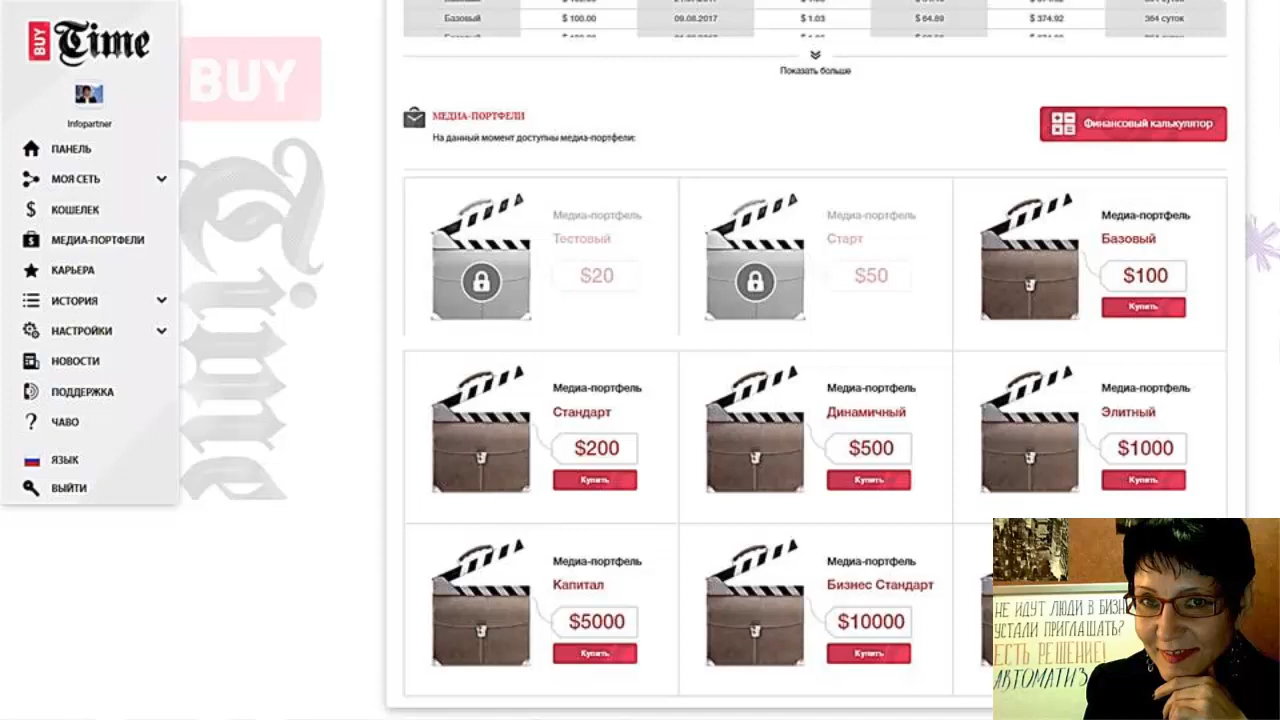 BUY Time
BUY
Infopartner
ПАНЕЛЬ
МОЯ СЕТЬ
$ КОШЕЛЕК
МЕДИА-ПОРТФЕЛИ
КАРЬЕРА
ИСТОРИЯ
НАСТРОЙКИ
НОВОСТИ
ПОДДЕРЖКА
? ЧАВО
ЯЗЫК
ВЫЙТИ
Базовый $ 100.00 09.08.2017 $ 1.03 $ 64.89 $ 374.92 364 суток
Показать больше
МЕДИА-ПОРТФЕЛИ
На данный момент доступны медиа-портфели:
Финансовый калькулятор
Медиа-портфель
Тестовый
$20
Медиа-портфель
Старт
$50
Медиа-портфель
Базовый
$100
Купить
Медиа-портфель
Стандарт
$200
Купить
Медиа-портфель
Динамичный
$500
Купить
Медиа-портфель
Элитный
$1000
Купить
Медиа-портфель
Капитал
$5000
Купить
Медиа-портфель
Бизнес Стандарт
$10000
Купить
НЕ ИДУТ ЛЮДИ В БИЗН
УСТАЛИ ПРИГЛАШАТЬ?
ЕСТЬ РЕШЕНИЕ!
АВТОМАТИЗ